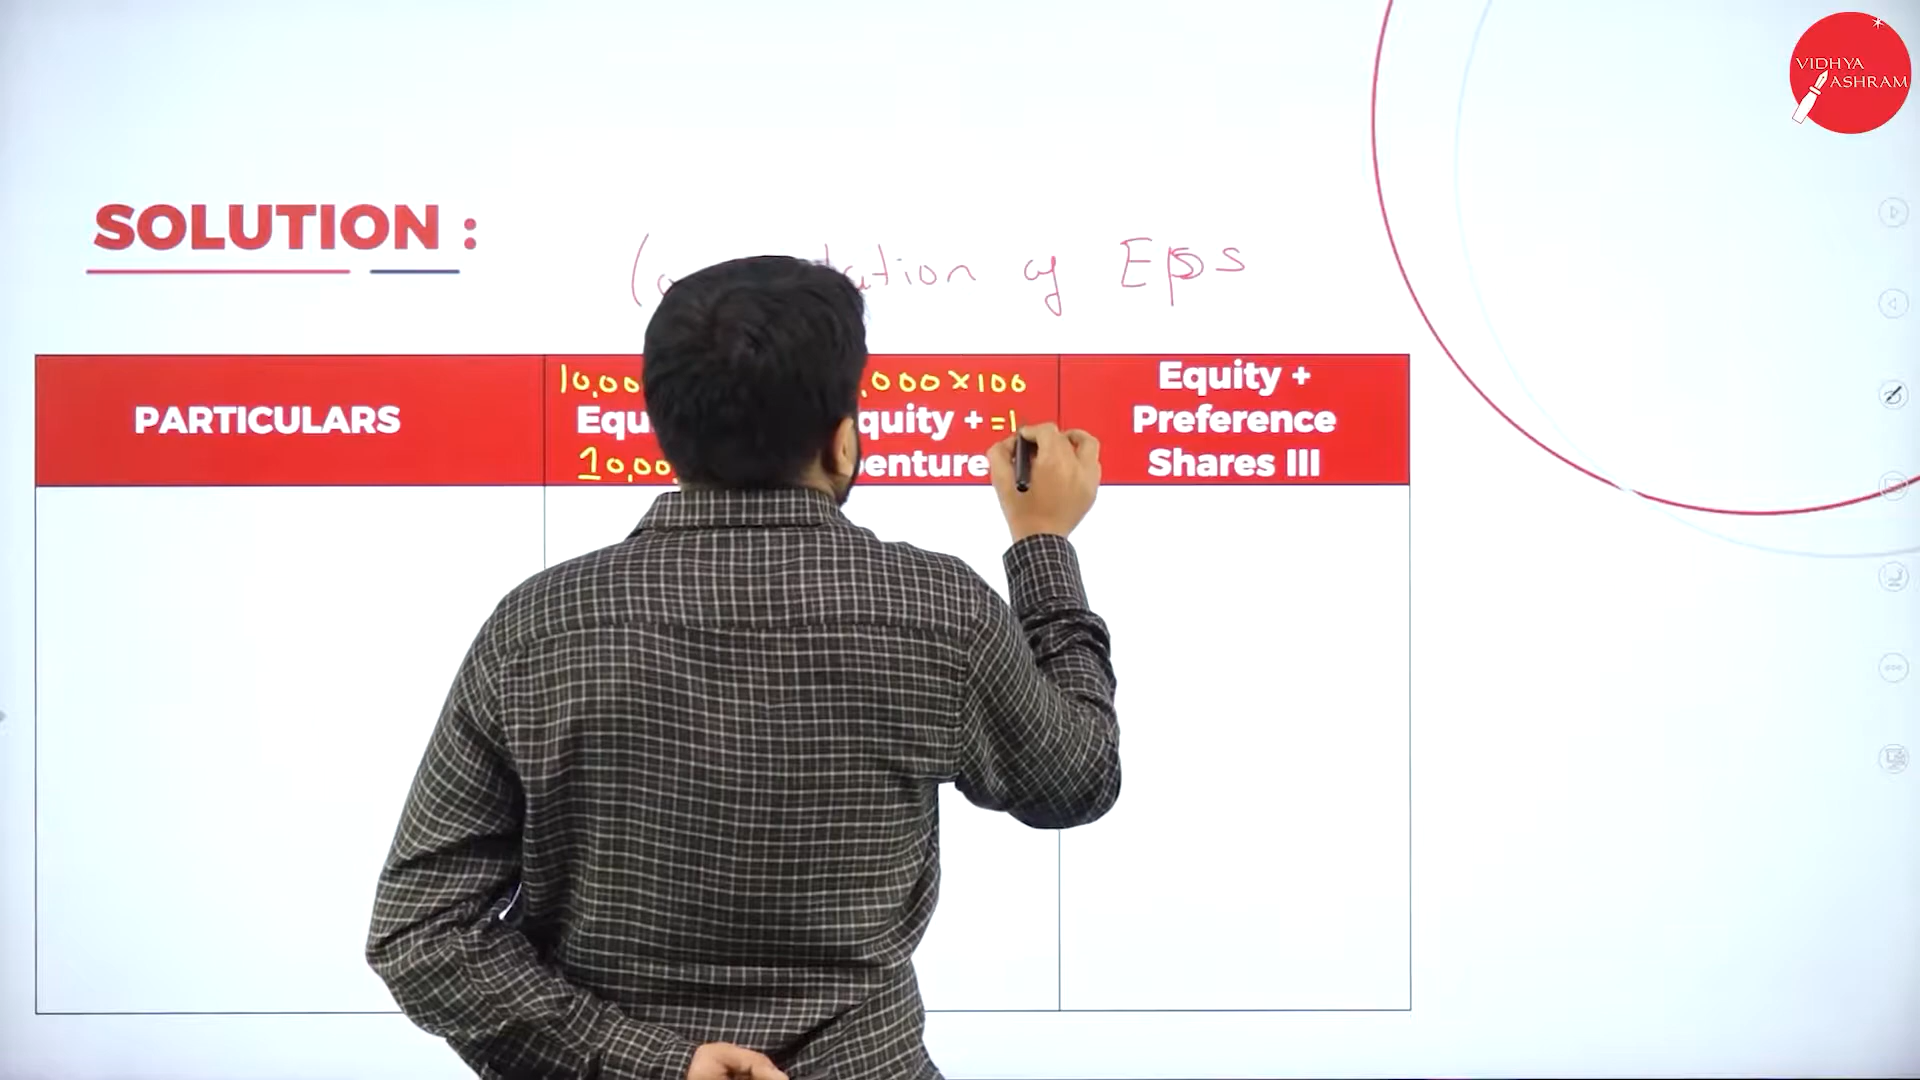 VIDHYA
ASHRAM
SOLUTION :
of EPS
10,00
,000×100
Equity +
PARTICULARS
Equ
quity + =1
Preference
10,00
enture
Shares III